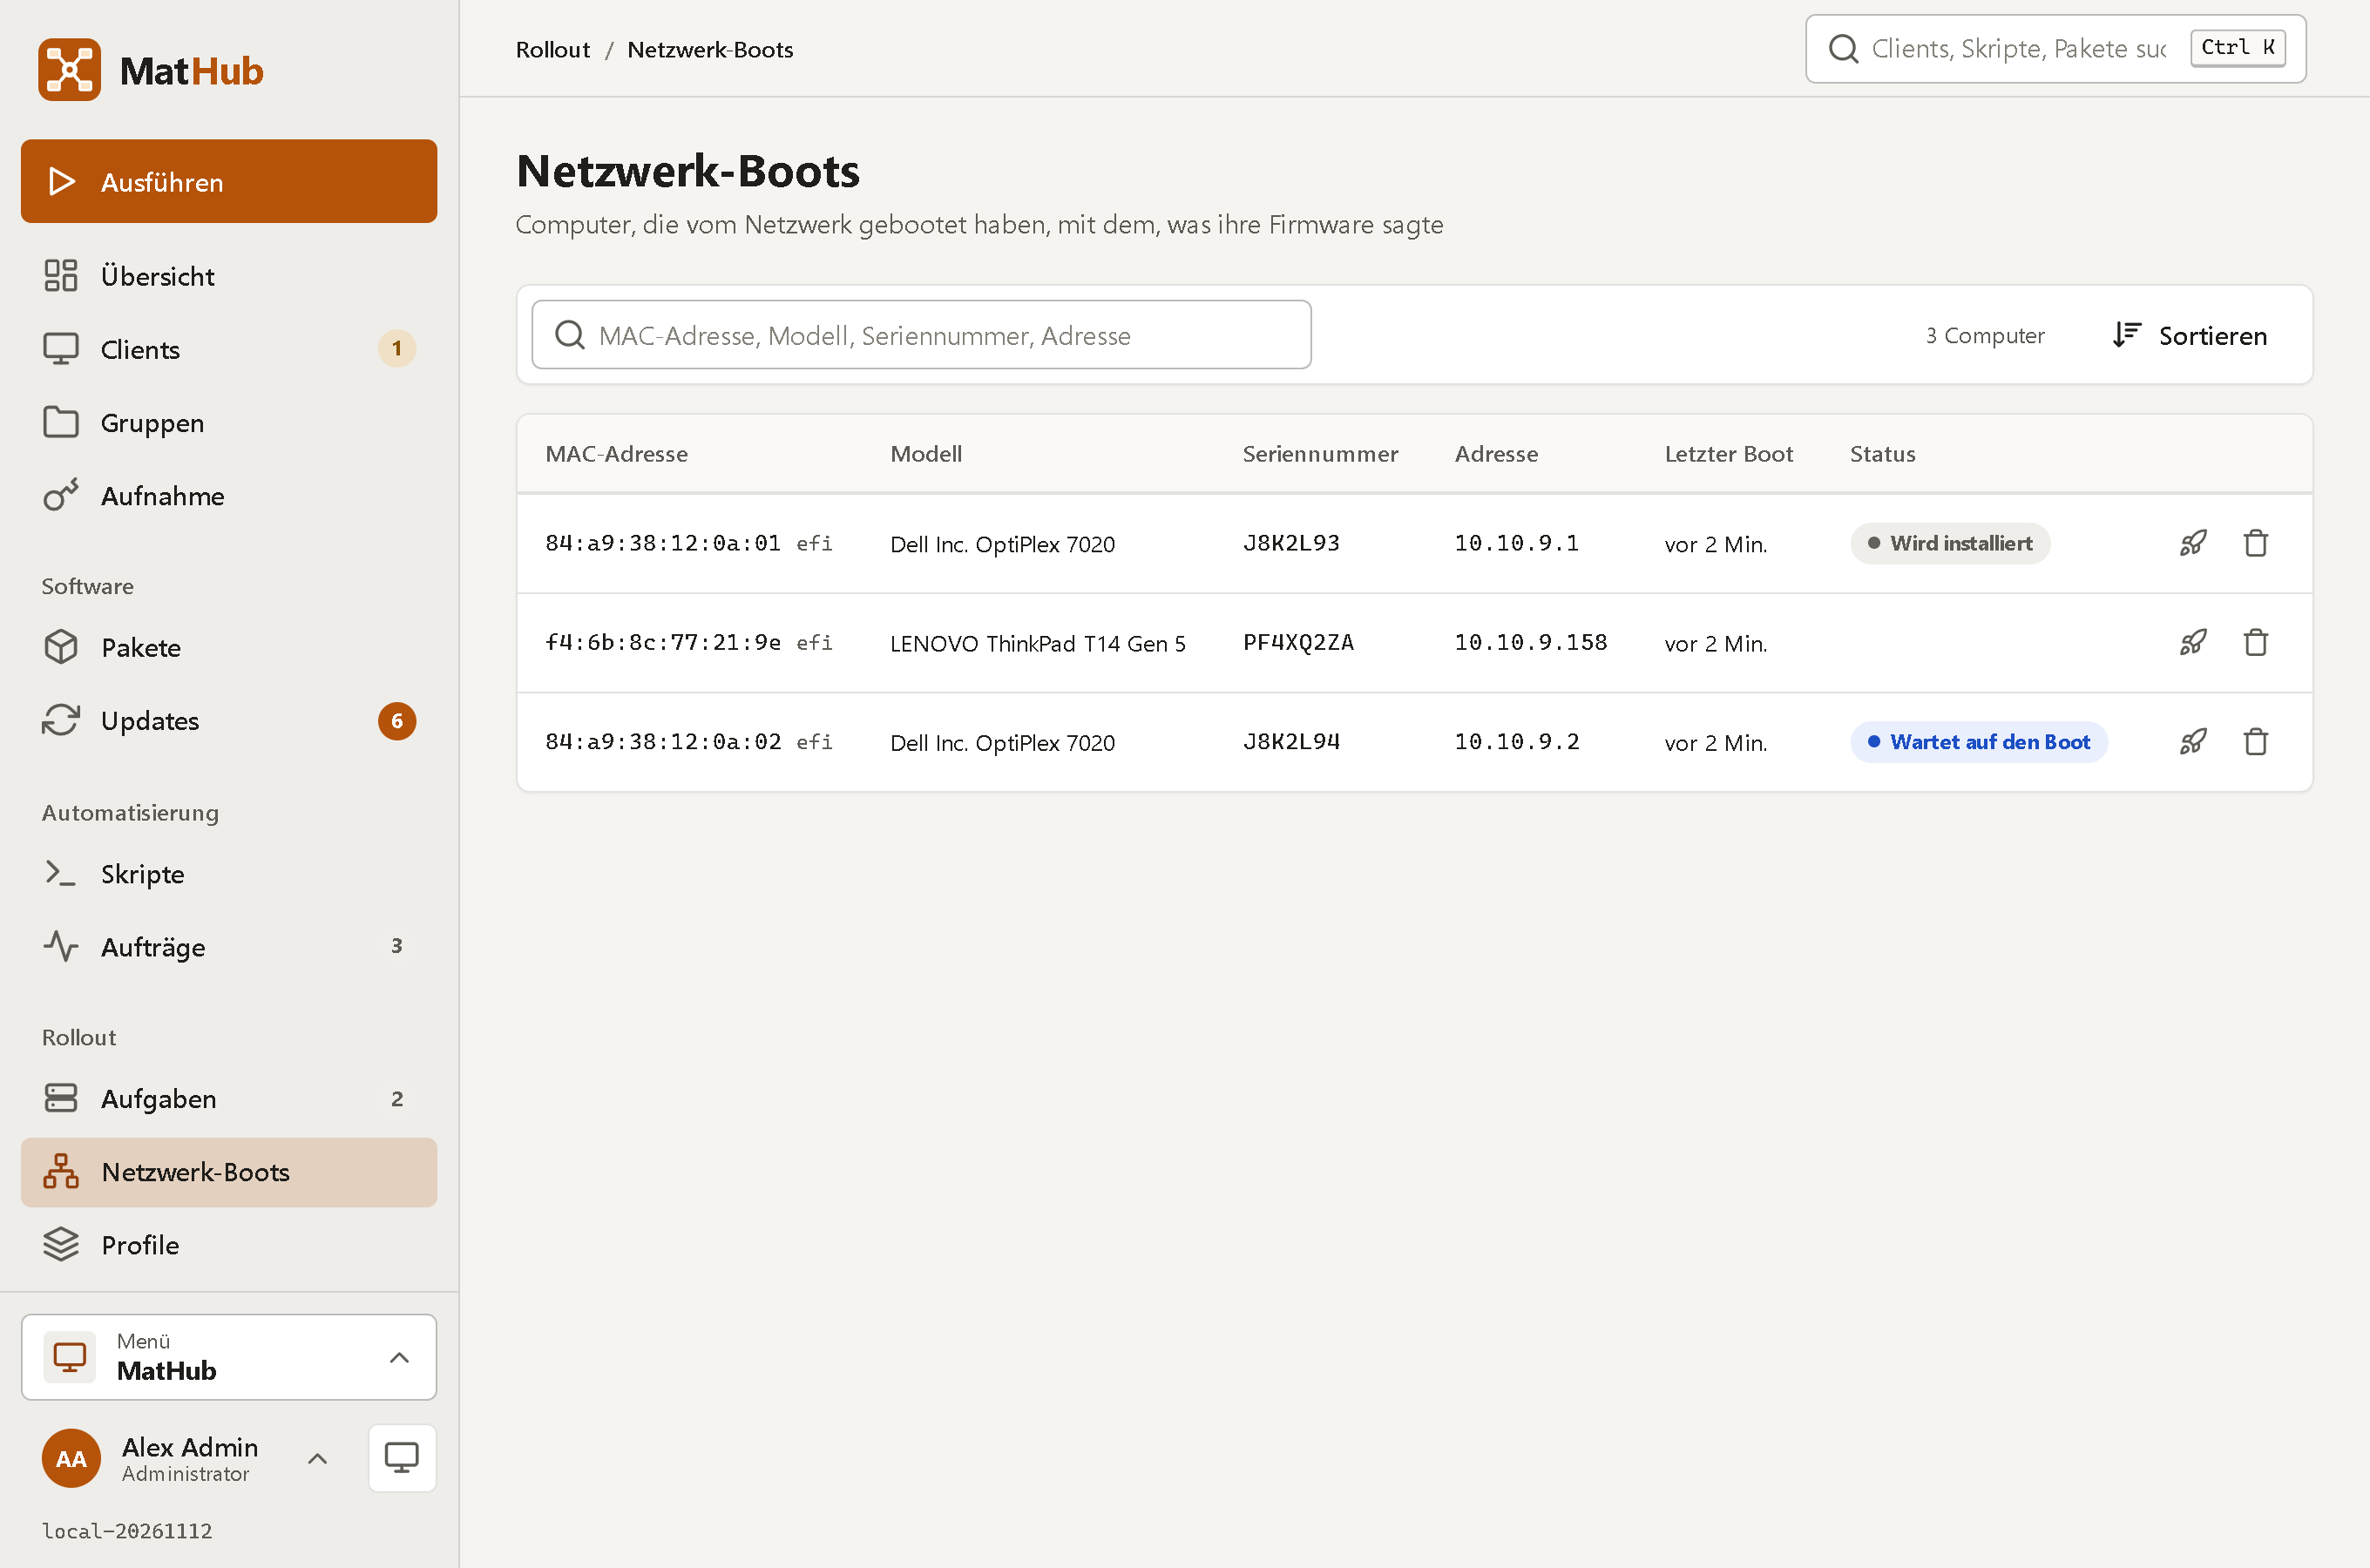 MatHub
Ausführen
Übersicht
Clients 1
Gruppen
Aufnahme
Software
Pakete
Updates 6
Automatisierung
Skripte
Aufträge 3
Rollout
Aufgaben 2
Netzwerk-Boots
Profile
Menü
MatHub
AA
Alex Admin
Administrator
local-20261112
Rollout / Netzwerk-Boots
Clients, Skripte, Pakete suc
Ctrl K
Netzwerk-Boots
Computer, die vom Netzwerk gebootet haben, mit dem, was ihre Firmware sagte
MAC-Adresse, Modell, Seriennummer, Adresse
3 Computer
Sortieren
MAC-Adresse Modell Seriennummer Adresse Letzter Boot Status
84:a9:38:12:0a:01 efi Dell Inc. OptiPlex 7020 J8K2L93 10.10.9.1 vor 2 Min. Wird installiert
f4:6b:8c:77:21:9e efi LENOVO ThinkPad T14 Gen 5 PF4XQ2ZA 10.10.9.158 vor 2 Min.
84:a9:38:12:0a:02 efi Dell Inc. OptiPlex 7020 J8K2L94 10.10.9.2 vor 2 Min. Wartet auf den Boot